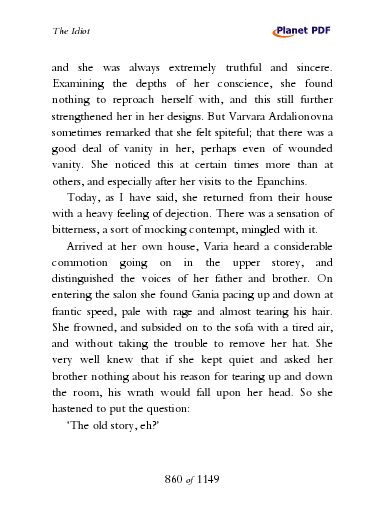 The Idiot
Planet PDF
and she was always extremely truthful and sincere.
Examining the depths of her conscience, she found
nothing to reproach herself with, and this still further
strengthened her in her designs. But Varvara Ardalionovna
sometimes remarked that she felt spiteful; that there was a
good deal of vanity in her, perhaps even of wounded
vanity. She noticed this at certain times more than at
others, and especially after her visits to the Epanchins.
Today, as I have said, she returned from their house
with a heavy feeling of dejection. There was a sensation of
bitterness, a sort of mocking contempt, mingled with it.
Arrived at her own house, Varia heard a considerable
commotion going on in the upper storey, and
distinguished the voices of her father and brother. On
entering the salon she found Gania pacing up and down at
frantic speed, pale with rage and almost tearing his hair.
She frowned, and subsided on to the sofa with a tired air,
and without taking the trouble to remove her hat. She
very well knew that if she kept quiet and asked her
brother nothing about his reason for tearing up and down
the room, his wrath would fall upon her head. So she
hastened to put the question:
‘The old story, eh?’
860 of 1149